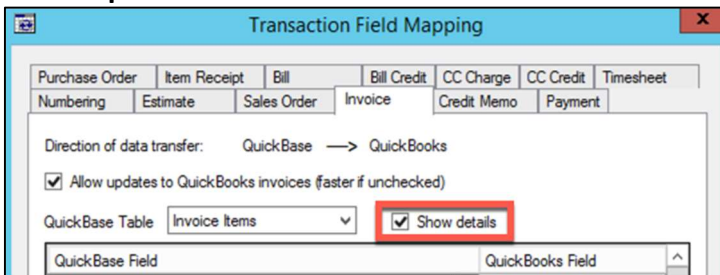 Transaction Field Mapping
x
Purchase Order Item Receipt Bill Bill Credit CC Charge CC Credit Timesheet
Numbering Estimate Sales Order Invoice Credit Memo Payment
Direction of data transfer: QuickBase —> QuickBooks
Allow updates to QuickBooks invoices (faster if unchecked)
QuickBase Table Invoice Items Show details
QuickBase Field QuickBooks Field